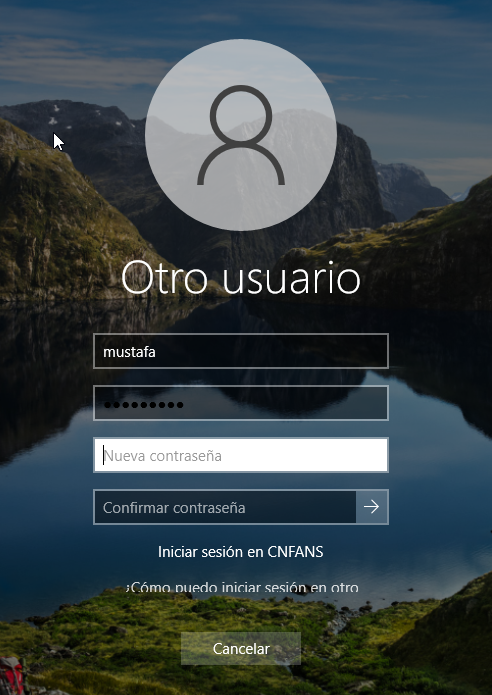 Otro usuario
mustafa
Nueva contraseña
Confirmar contraseña
Iniciar sesión en CNFANS
¿Cómo puedo iniciar sesión en otro
Cancelar